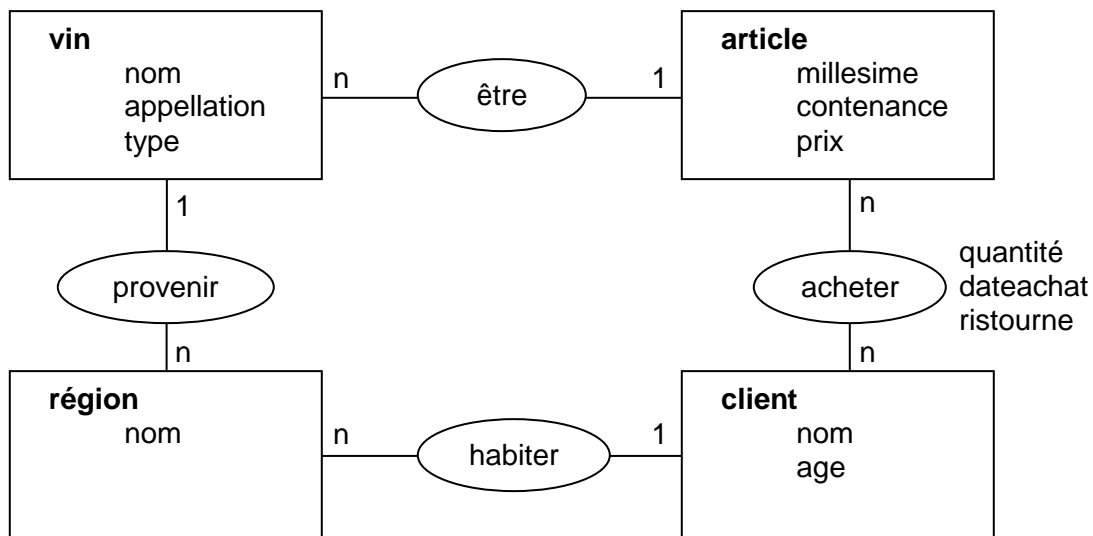 vin
nom
appellation
type
n
être
1
article
millesime
contenance
prix
1
n
provenir
acheter
quantité
dateachat
ristourne
n
n
région
nom
n
habiter
1
client
nom
age